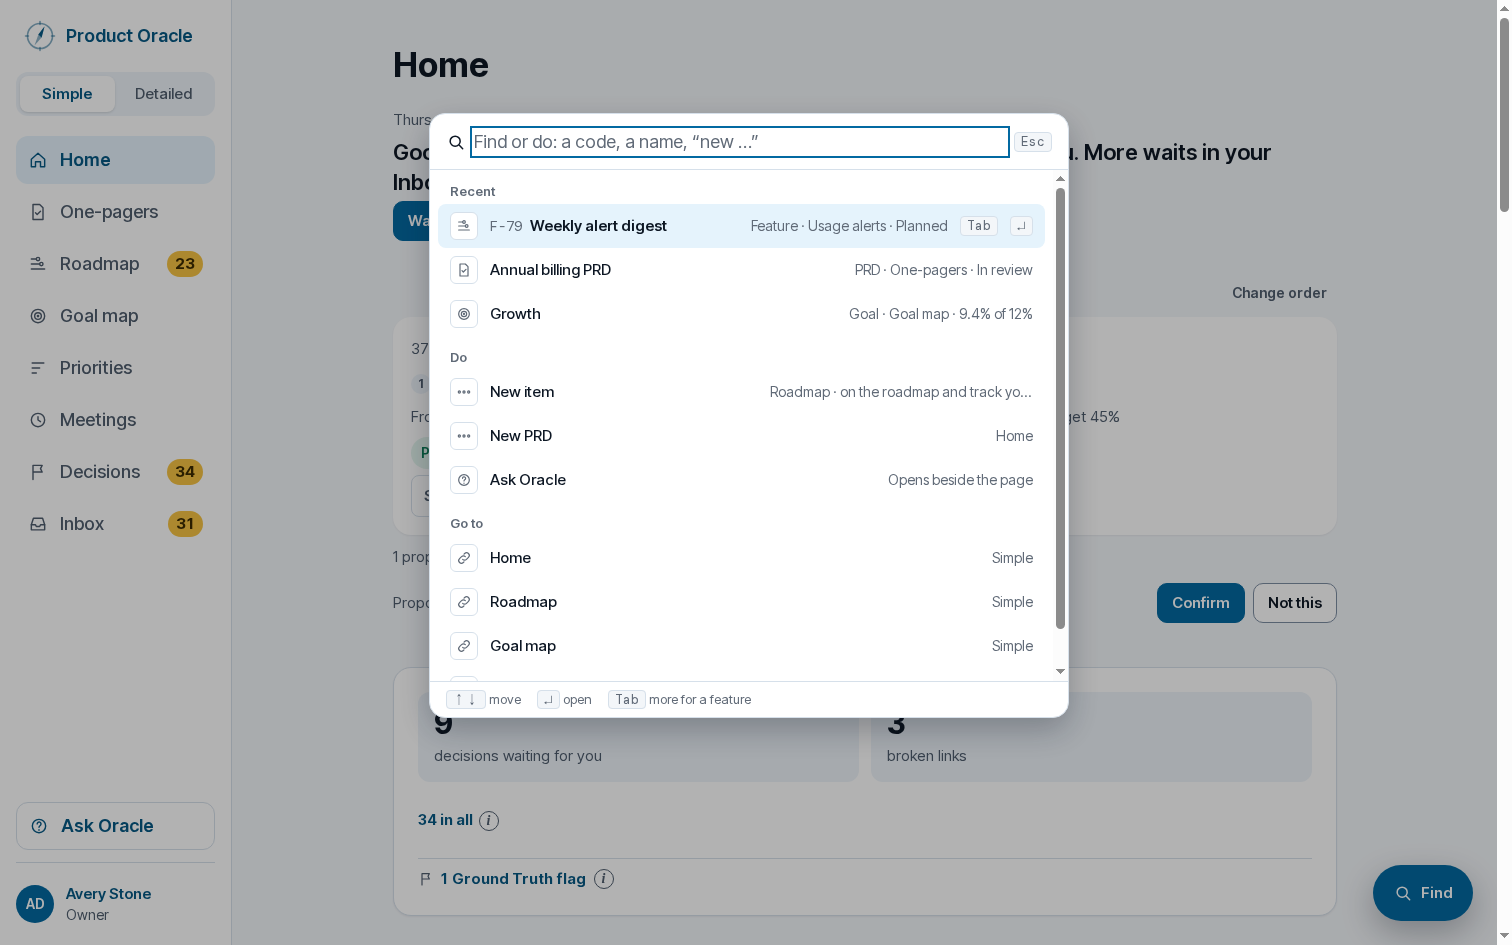 Product Oracle
Simple
Detailed
Home
One-pagers
Roadmap
23
Goal map
Priorities
Meetings
Decisions
34
Inbox
31
Ask Oracle
AD
Avery Stone
Owner
Home
Thurs
u. More waits in your
Change order
37
1
get 45%
Confirm
Not this
9
decisions waiting for you
3
broken links
34 in all
i
1 Ground Truth flag
i
Find
Find or do: a code, a name, “new …”
Esc
Recent
F-79 Weekly alert digest
Feature · Usage alerts · Planned
Tab
↵
Annual billing PRD
PRD · One-pagers · In review
Growth
Goal · Goal map · 9.4% of 12%
Do
New item
Roadmap · on the roadmap and track yo…
New PRD
Home
Ask Oracle
Opens beside the page
Go to
Home
Simple
Roadmap
Simple
Goal map
Simple
↑ ↓ move
↵ open
Tab more for a feature